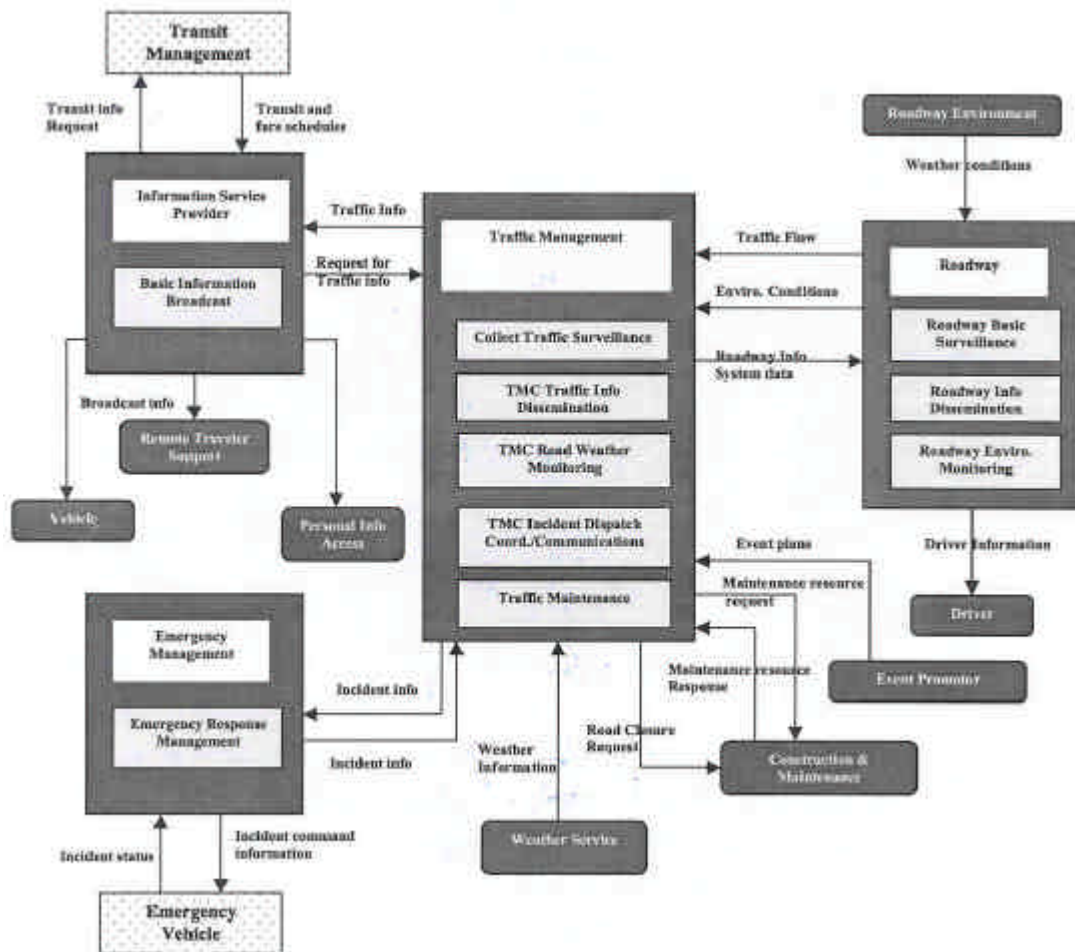 Transit
Management
Transit info
Request
Transit and
fare schedules
Roadway Environment
Weather conditions
Information Service
Provider
Basic Information
Broadcast
Traffic Info
Request for
Traffic Info
Traffic Management
Collect Traffic Surveillance
TMC Traffic Info
Dissemination
TMC Road Weather
Monitoring
TMC Incident Dispatch
Coord./Communications
Traffic Maintenance
Traffic Flow
Enviro. Conditions
Roadway Info
System data
Roadway
Roadway Basic
Surveillance
Roadway Info
Dissemination
Roadway Enviro.
Monitoring
Broadcast info
Remote Traveler
Support
Vehicle
Personal Info
Access
Event plans
Maintenance resource
request
Driver Information
Driver
Event Promoter
Maintenance resource
Response
Road Closure
Request
Construction &
Maintenance
Weather
Information
Weather Service
Emergency
Management
Emergency Response
Management
Incident info
Incident info
Incident status
Incident command
information
Emergency
Vehicle